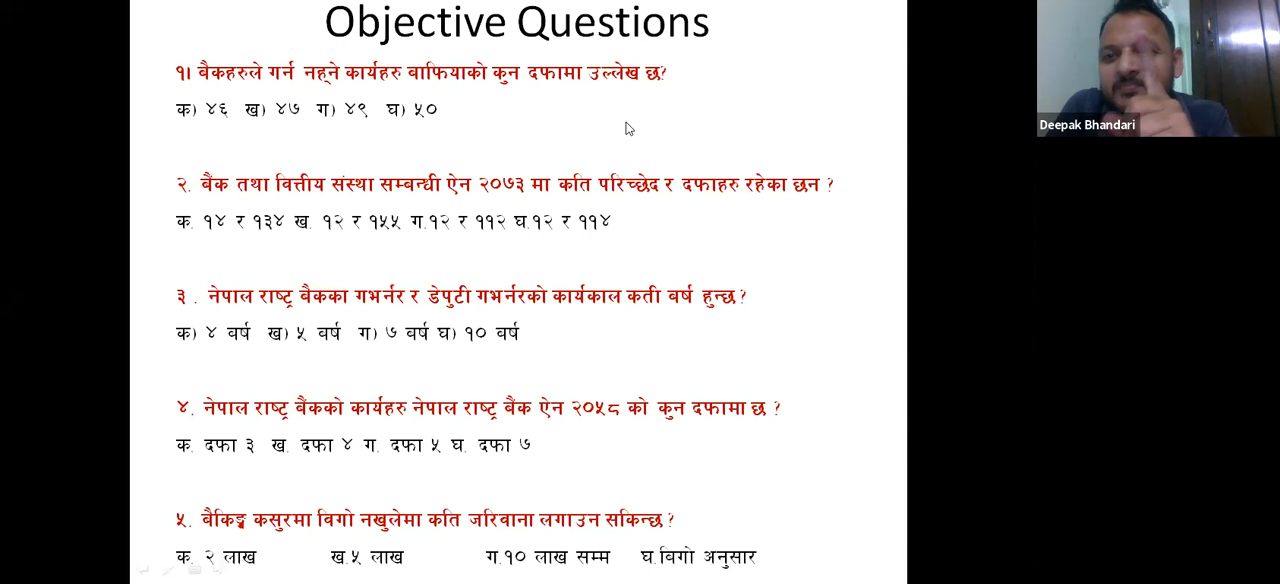 Objective Questions
१। बैकहरुले गर्न नहुने कार्यहरु बाफियाको कुन दफामा उल्लेख छ?
क) ४६ ख) ४७ ग) ४९ घ) ५०
Deepak Bhandari
२. बैंक तथा वित्तीय संस्था सम्बन्धी ऐन २०७३ मा कति परिच्छेद र दफाहरु रहेका छन ?
क. १४ र १३४ ख. १२ र १५५ ग.१२ र ११२ घ.१२ र ११४
३ . नेपाल राष्ट्र बैकका गभर्नर र डेपुटी गभर्नरको कार्यकाल कती बर्ष हुन्छ?
क) ४ बर्ष ख) ५ बर्ष ग) ७ बर्ष घ) १० बर्ष
४. नेपाल राष्ट्र बैंकको कार्यहरु नेपाल राष्ट्र बैंक ऐन २०५८ को कुन दफामा छ ?
क. दफा ३ ख. दफा ४ ग. दफा ५ घ. दफा ७
५. बैकिङ्ग कसुरमा विगो नखुलेमा कति जरिवाना लगाउन सकिन्छ?
क. २ लाख ख.५ लाख ग.१० लाख सम्म घ.विगो अनुसार